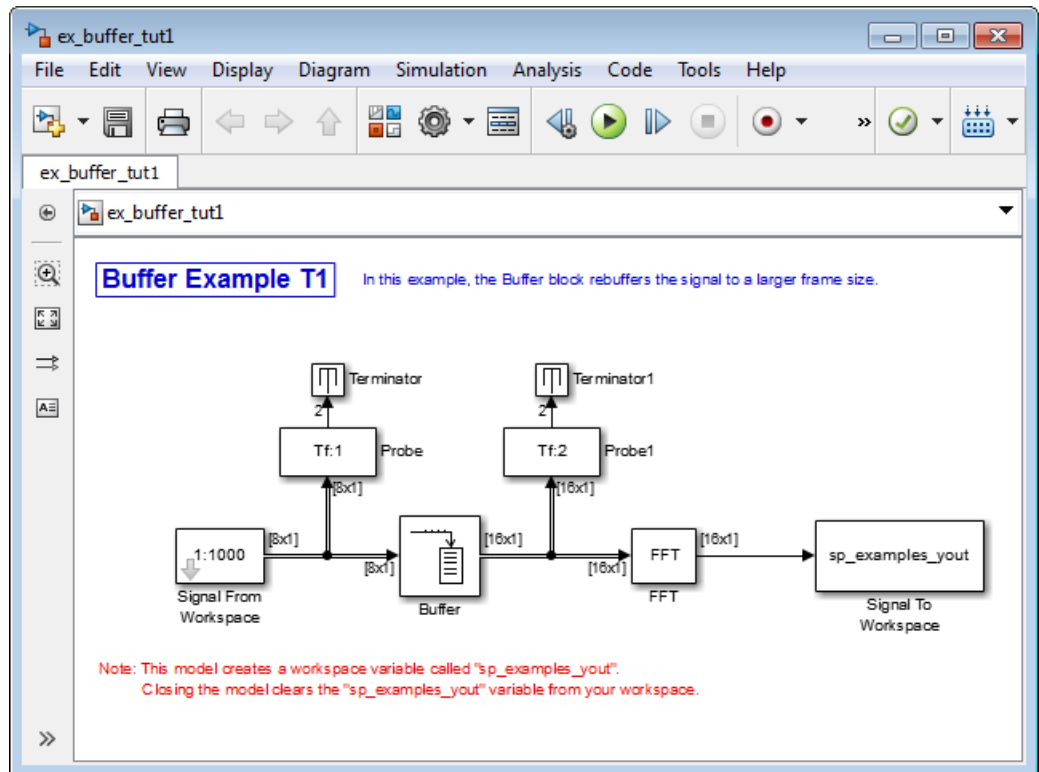 ex_buffer_tut1
File Edit View Display Diagram Simulation Analysis Code Tools Help
»
ex_buffer_tut1
ex_buffer_tut1
Buffer Example T1 In this example, the Buffer block rebuffers the signal to a larger frame size.
Terminator Terminator1
2 2
Tf:1 Probe Tf:2 Probe1
[8x1] [16x1]
[8x1] [16x1] [16x1]
1:1000 FFT sp_examples_yout
[8x1] [16x1]
Signal From Buffer FFT Signal To
Workspace Workspace
Note: This model creates a workspace variable called "sp_examples_yout".
Closing the model clears the "sp_examples_yout" variable from your workspace.
A
»